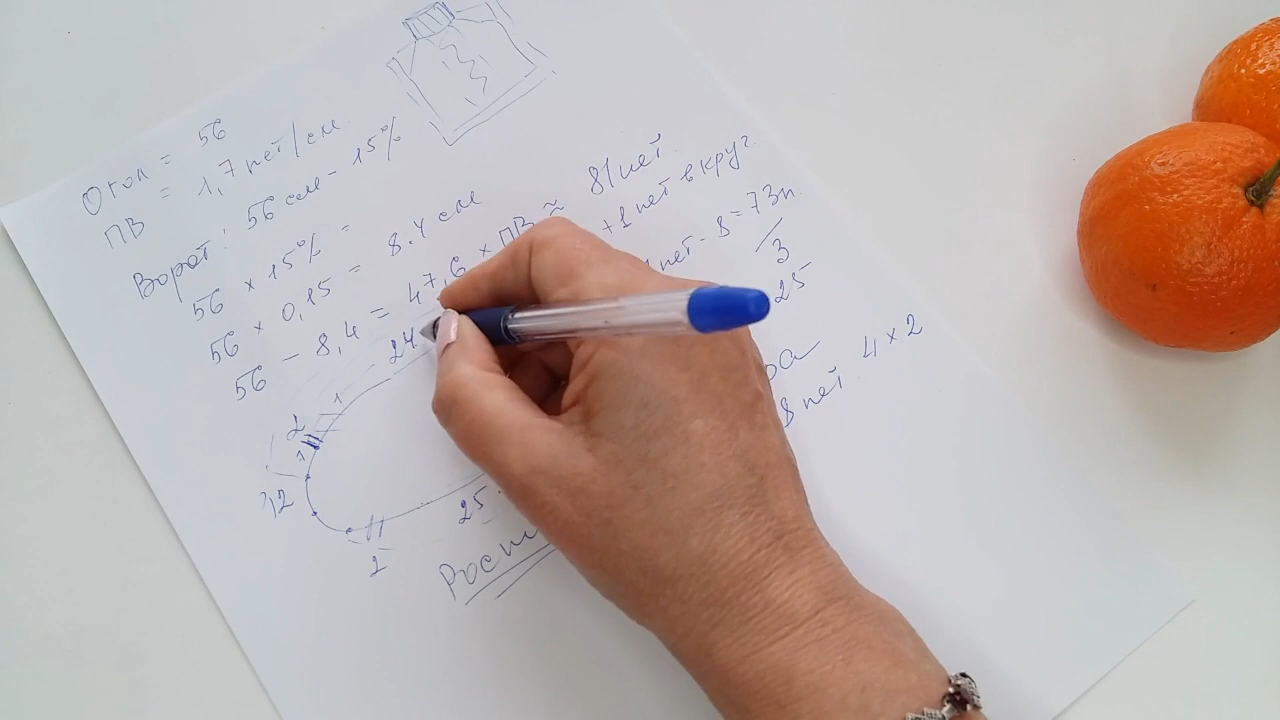 Огол = 56
ПВ = 1,7 пет/см
Ворот: 56 см - 15%
56 × 15% =
56 × 0,15 = 8.4 см
56 - 8,4 = 47,6 × ПВ ≈ 81 пет.
+1 пет в круг.
пет - 8 = 73п.
/3
24
25
8 пет. 4×2
2
1
1
12
25
2